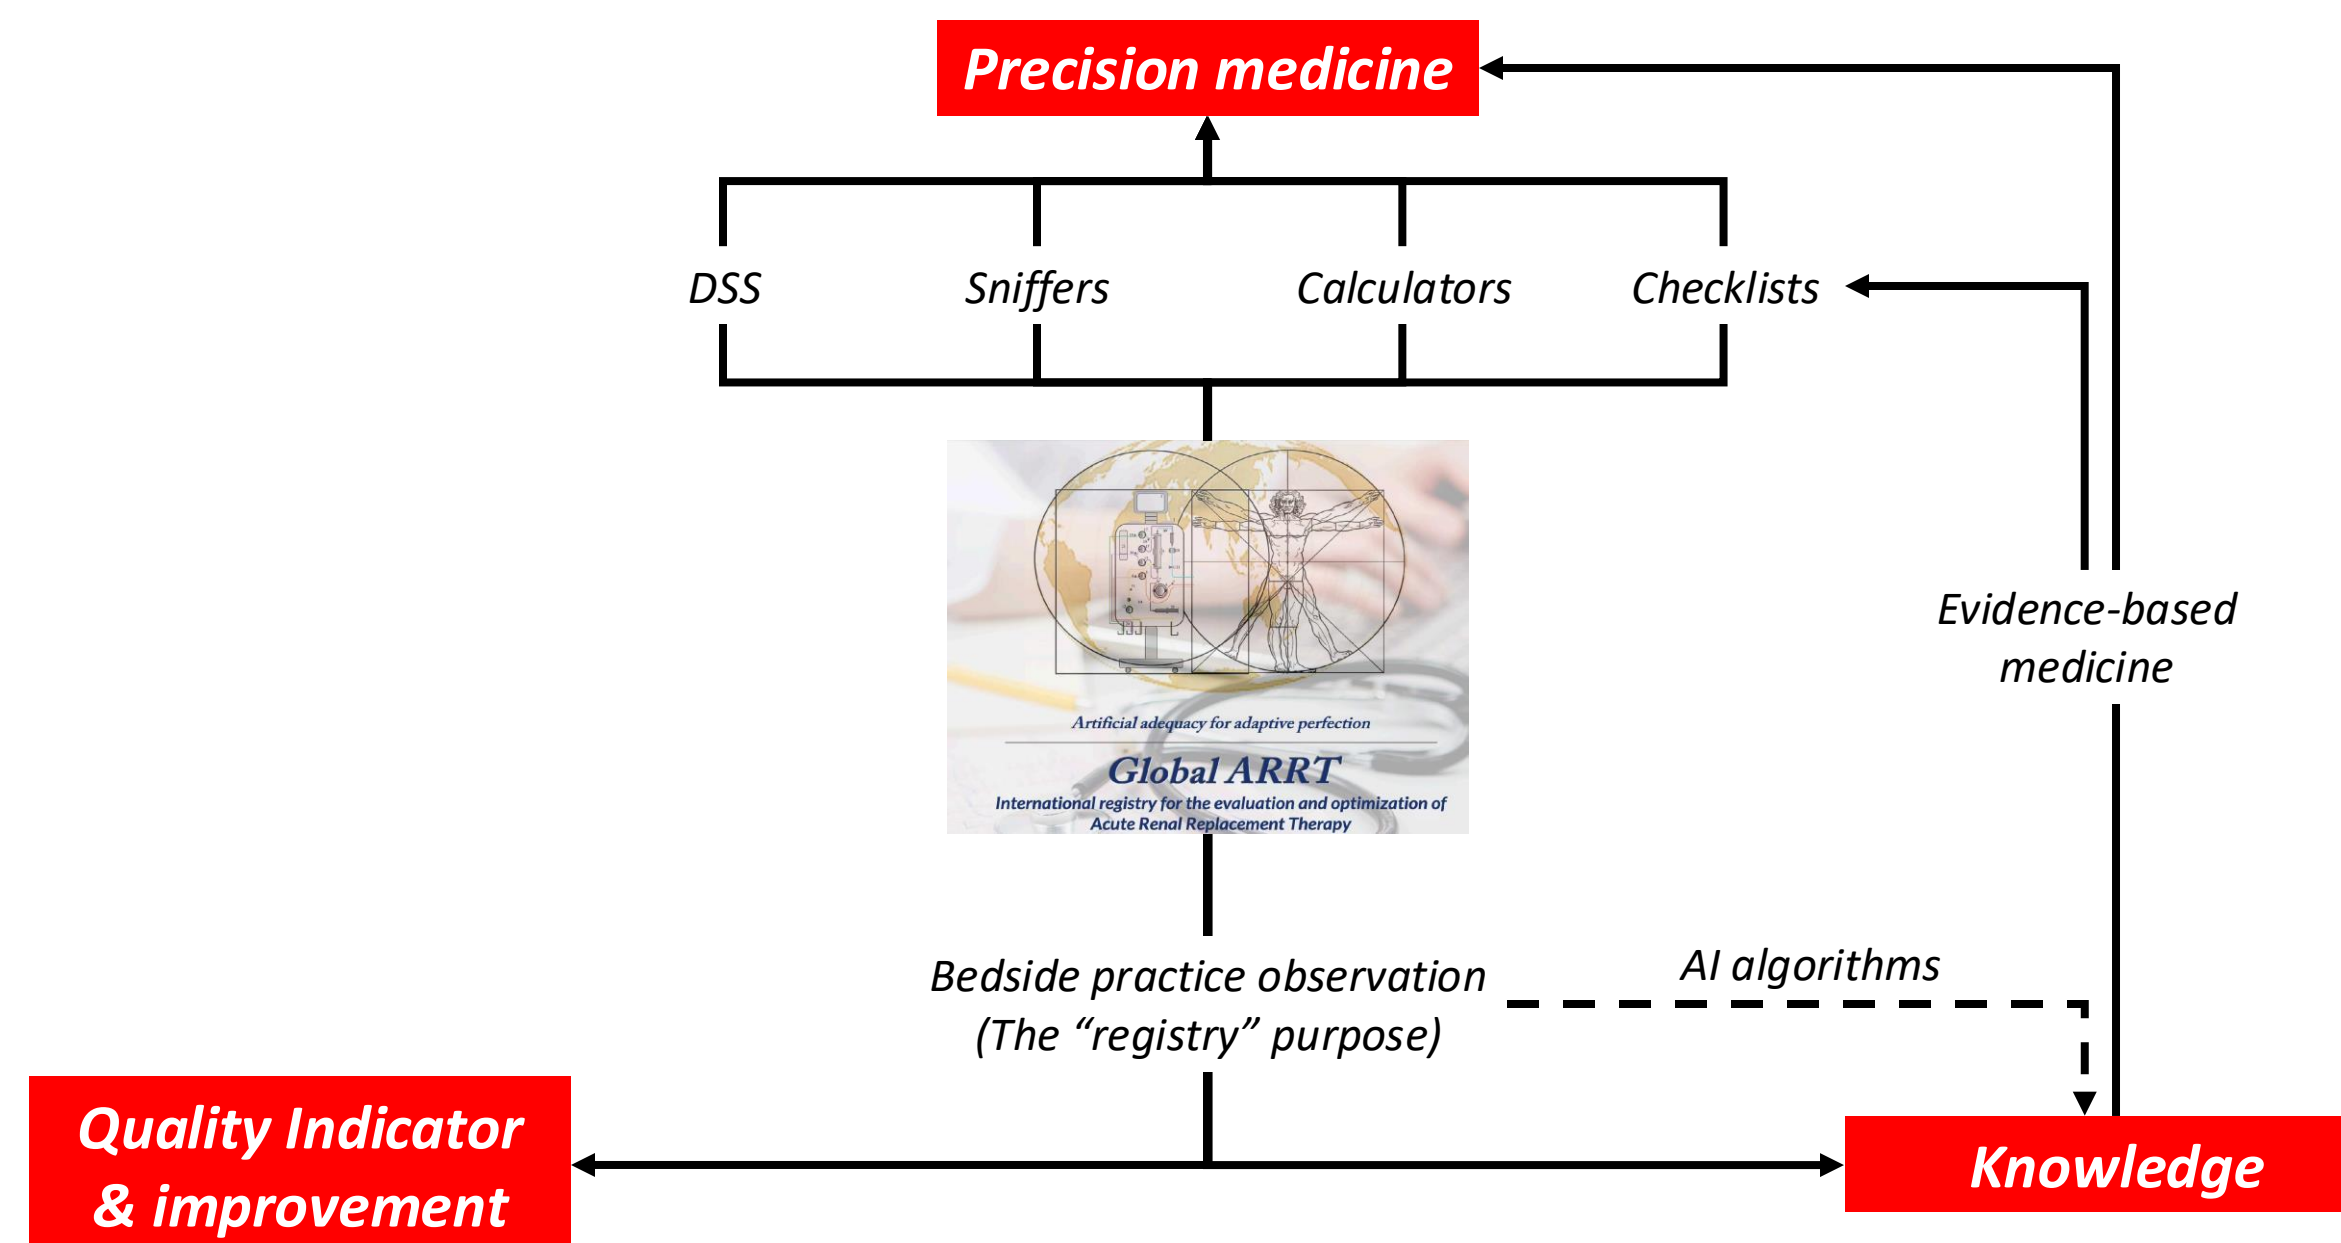 Precision medicine
DSS
Sniffers
Calculators
Checklists
Evidence-based
medicine
Artificial adequacy for adaptive perfection
Global ARRT
International registry for the evaluation and optimization of
Acute Renal Replacement Therapy
Bedside practice observation
(The “registry” purpose)
AI algorithms
Quality Indicator
& improvement
Knowledge